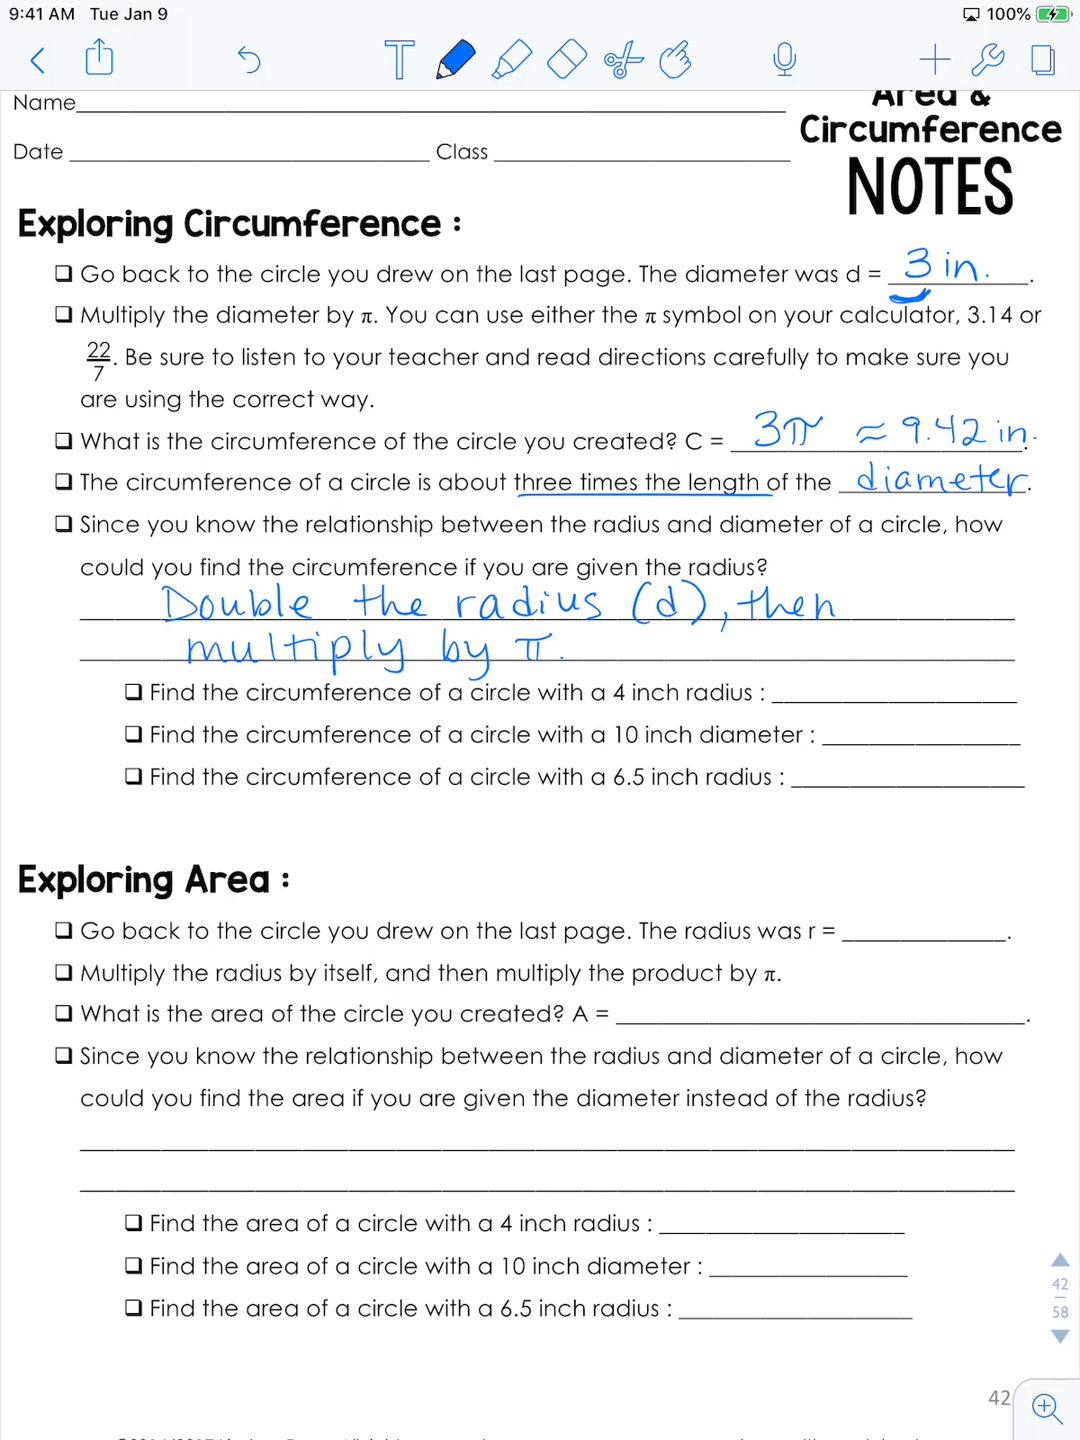 9:41 AM Tue Jan 9 100%
T
Name
Area &
Circumference
Date Class
NOTES
Exploring Circumference :
Go back to the circle you drew on the last page. The diameter was d = 3 in.
Multiply the diameter by π. You can use either the π symbol on your calculator, 3.14 or
22/7. Be sure to listen to your teacher and read directions carefully to make sure you
are using the correct way.
What is the circumference of the circle you created? C = 3π ≈ 9.42 in.
The circumference of a circle is about three times the length of the diameter.
Since you know the relationship between the radius and diameter of a circle, how
could you find the circumference if you are given the radius?
Double the radius (d), then
multiply by π.
Find the circumference of a circle with a 4 inch radius :
Find the circumference of a circle with a 10 inch diameter :
Find the circumference of a circle with a 6.5 inch radius :
Exploring Area :
Go back to the circle you drew on the last page. The radius was r = .
Multiply the radius by itself, and then multiply the product by π.
What is the area of the circle you created? A = .
Since you know the relationship between the radius and diameter of a circle, how
could you find the area if you are given the diameter instead of the radius?
Find the area of a circle with a 4 inch radius :
Find the area of a circle with a 10 inch diameter :
Find the area of a circle with a 6.5 inch radius :
42
58
42